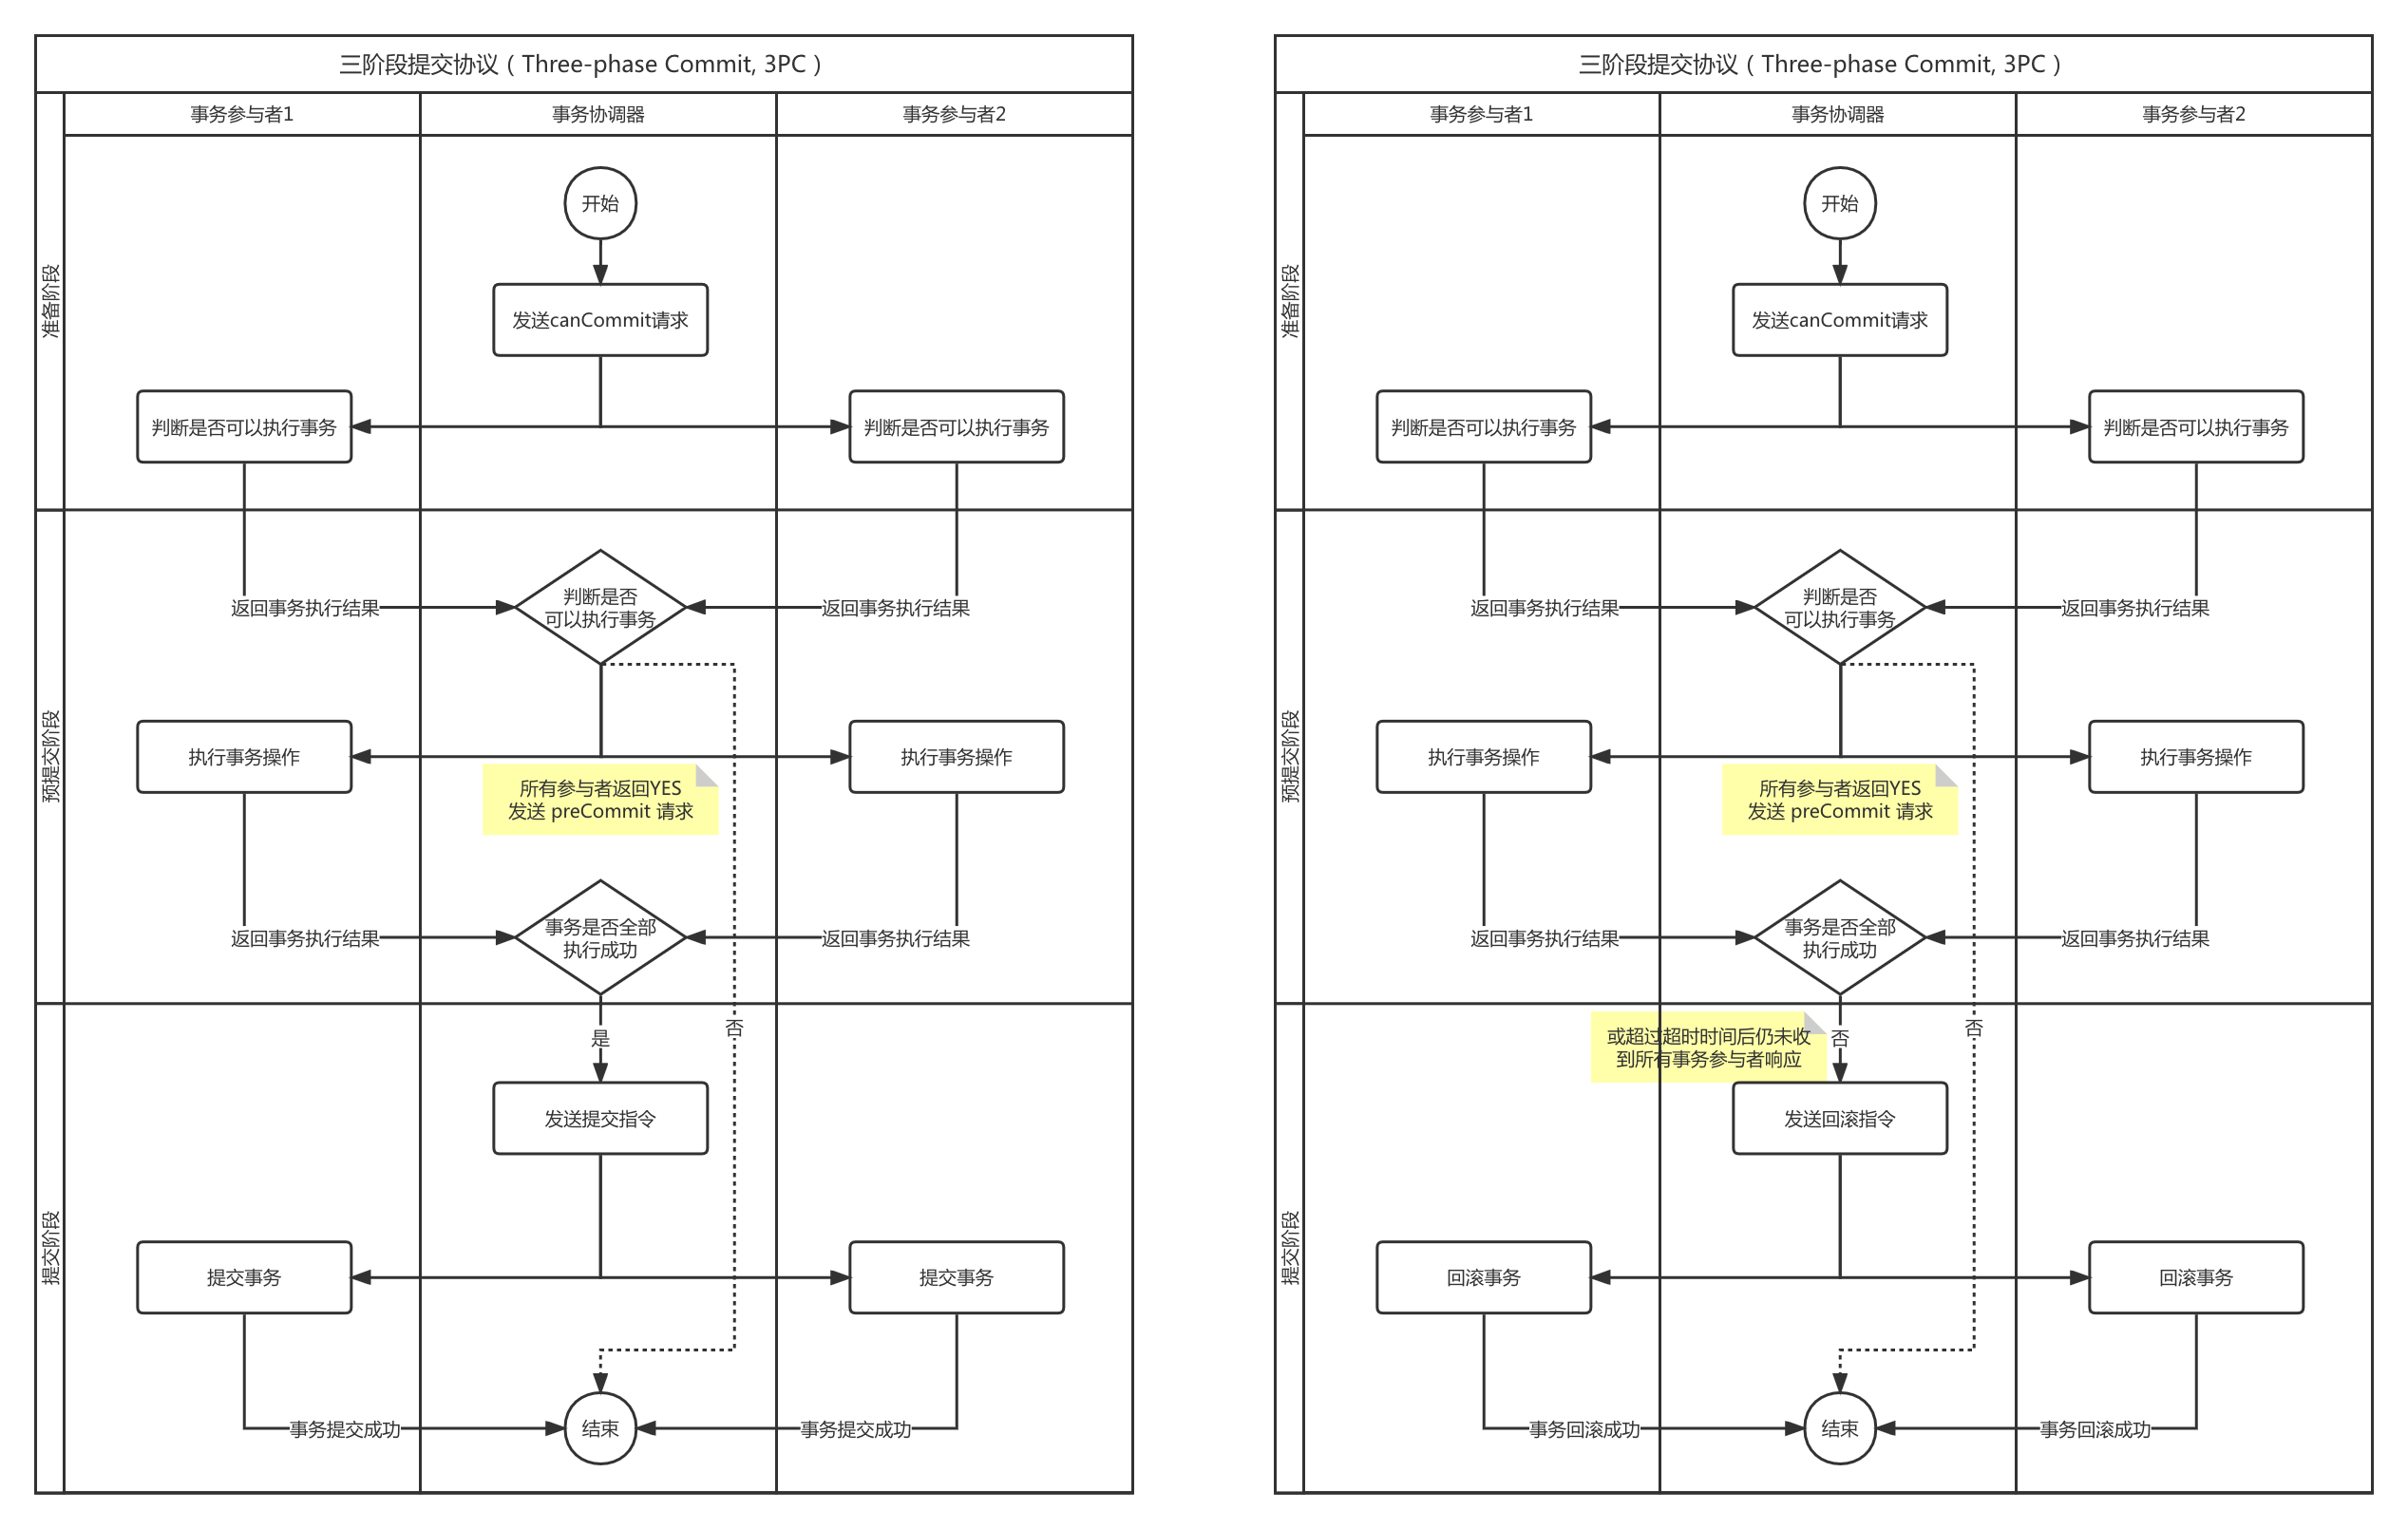 三阶段提交协议（Three-phase Commit, 3PC）
事务参与者1
事务协调器
事务参与者2
准备阶段
开始
发送canCommit请求
判断是否可以执行事务
判断是否可以执行事务
预提交阶段
判断是否
可以执行事务
返回事务执行结果
返回事务执行结果
执行事务操作
执行事务操作
所有参与者返回YES
发送 preCommit 请求
事务是否全部
执行成功
返回事务执行结果
返回事务执行结果
提交阶段
是
否
发送提交指令
提交事务
提交事务
事务提交成功
结束
事务提交成功
三阶段提交协议（Three-phase Commit, 3PC）
事务参与者1
事务协调器
事务参与者2
准备阶段
开始
发送canCommit请求
判断是否可以执行事务
判断是否可以执行事务
预提交阶段
判断是否
可以执行事务
返回事务执行结果
返回事务执行结果
执行事务操作
执行事务操作
所有参与者返回YES
发送 preCommit 请求
事务是否全部
执行成功
返回事务执行结果
返回事务执行结果
提交阶段
或超过超时时间后仍未收
到所有事务参与者响应
否
否
发送回滚指令
回滚事务
回滚事务
事务回滚成功
结束
事务回滚成功